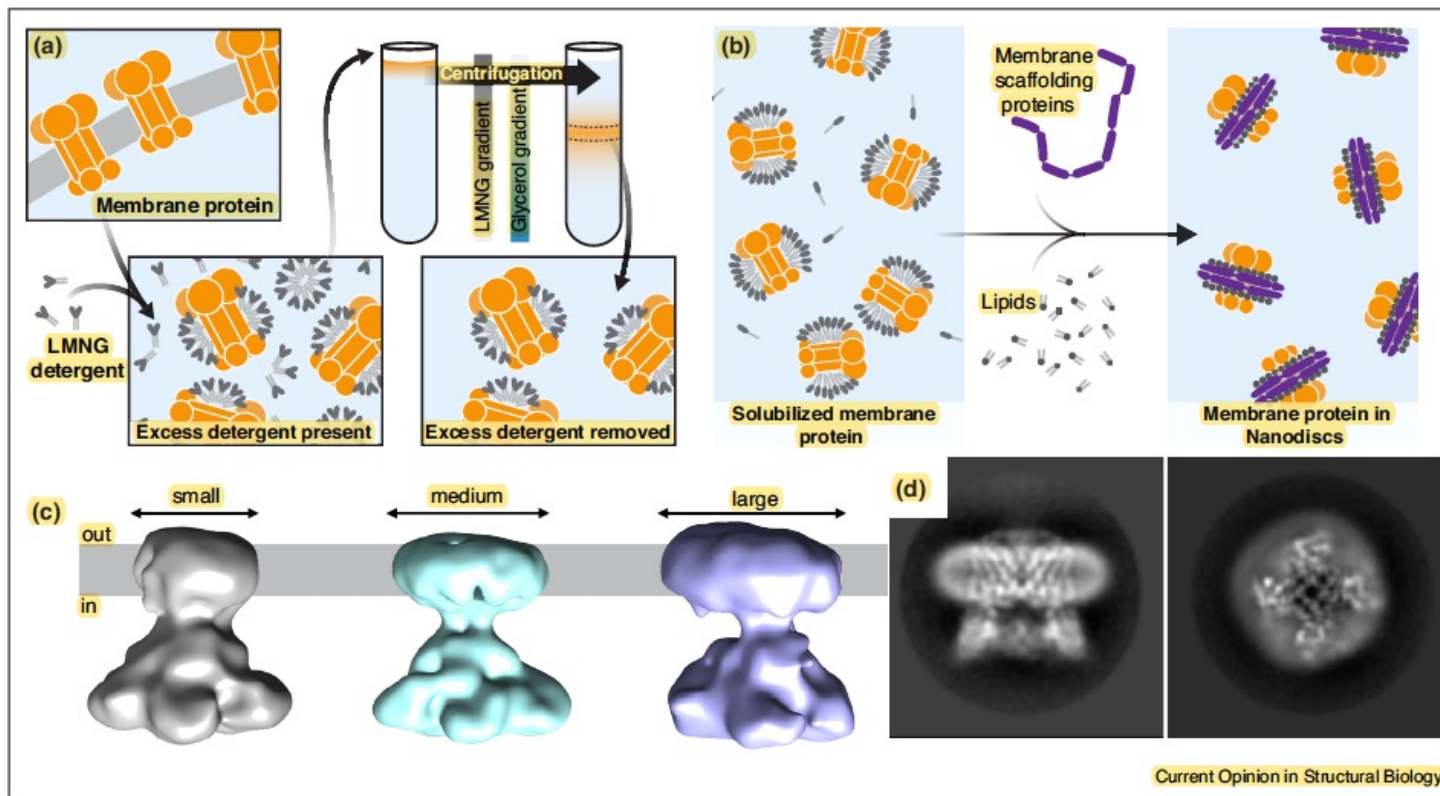 (a)
Membrane protein
Centrifugation
LMNG gradient
Glycerol gradient
LMNG
detergent
Excess detergent present
Excess detergent removed
(b)
Membrane
scaffolding
proteins
Lipids
Solubilized membrane
protein
Membrane protein in
Nanodiscs
(c)
small
medium
large
out
in
(d)
Current Opinion in Structural Biology